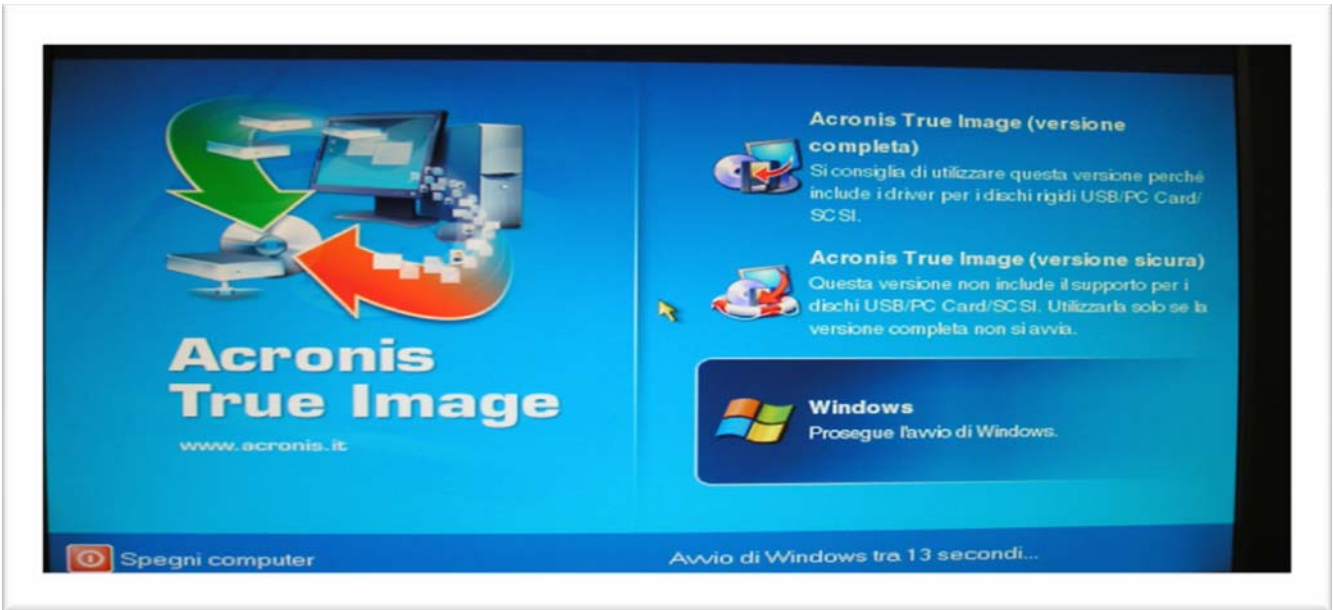 Acronis
True Image
www.acronis.it
Acronis True Image (versione
completa)
Si consiglia di utilizzare questa versione perché
include i driver per i dischi rigidi USB/PC Card/
SCSI.
Acronis True Image (versione sicura)
Questa versione non include il supporto per i
dischi USB/PC Card/SCSI. Utilizzarla solo se la
versione completa non si avvia.
Windows
Prosegue l'avvio di Windows.
Spegni computer
Avvio di Windows tra 13 secondi...